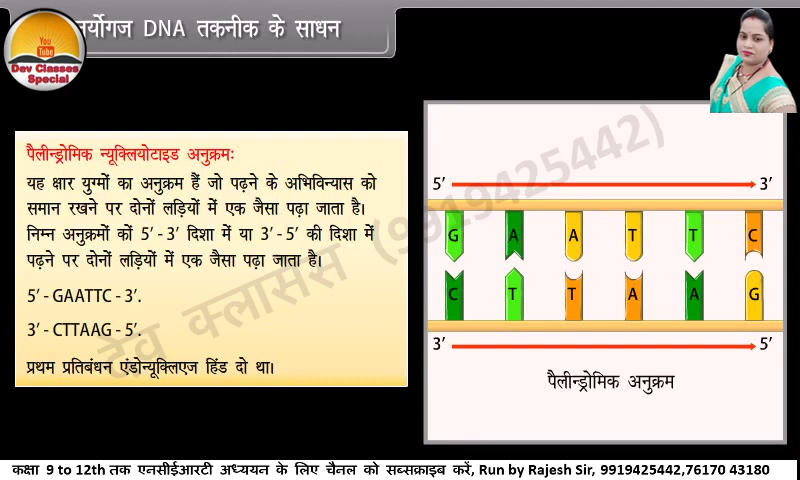 नर्योगज DNA तकनीक के साधन
You
Tube
Dev Classes
Special
पैलीन्ड्रोमिक न्यूक्लियोटाइड अनुक्रमः
यह क्षार युग्मों का अनुक्रम हैं जो पढ़ने के अभिविन्यास को
समान रखने पर दोनों लड़ियों में एक जैसा पढ़ा जाता है।
निम्न अनुक्रमों कों 5′ - 3′ दिशा में या 3′ - 5′ की दिशा में
पढ़ने पर दोनों लड़ियों में एक जैसा पढ़ा जाता है।
5′ - GAATTC - 3′.
3′ - CTTAAG - 5′.
प्रथम प्रतिबंधन एंडोन्यूक्लिएज हिंड दो था।
5′ 3′
G A A T T C
C T T A A G
3′ 5′
पैलीन्ड्रोमिक अनुक्रम
देव क्लासेस (9919425442)
कक्षा 9 to 12th तक एनसीईआरटी अध्ययन के लिए चैनल को सब्सक्राइब करें, Run by Rajesh Sir, 9919425442,76170 43180